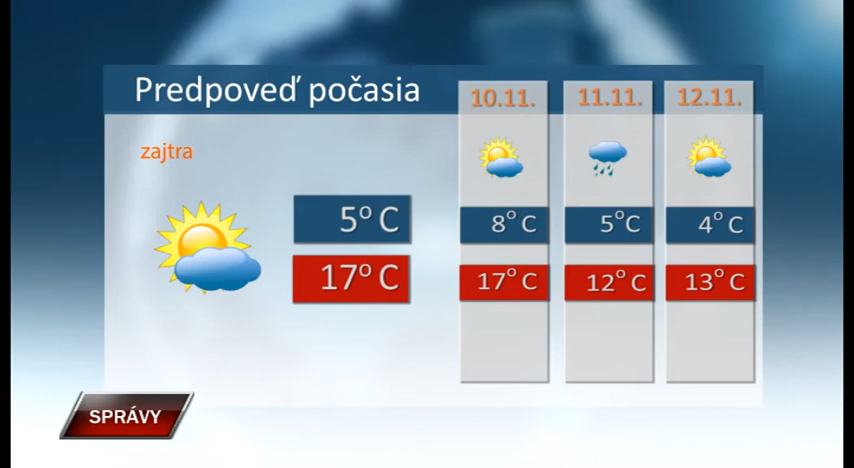 Predpoveď počasia
zajtra
5° C
17° C
10.11.
8° C
17° C
11.11.
5°C
12° C
12.11.
4° C
13° C
SPRÁVY